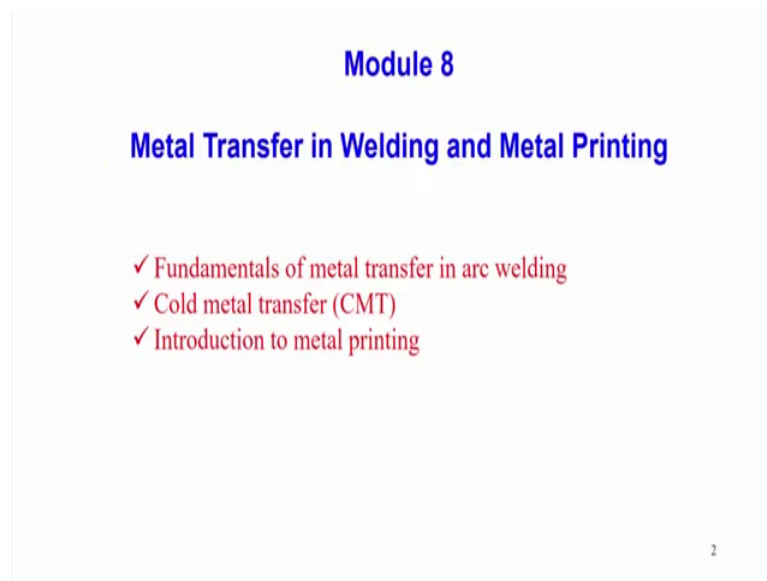 Module 8
Metal Transfer in Welding and Metal Printing
✓ Fundamentals of metal transfer in arc welding
✓ Cold metal transfer (CMT)
✓ Introduction to metal printing
2